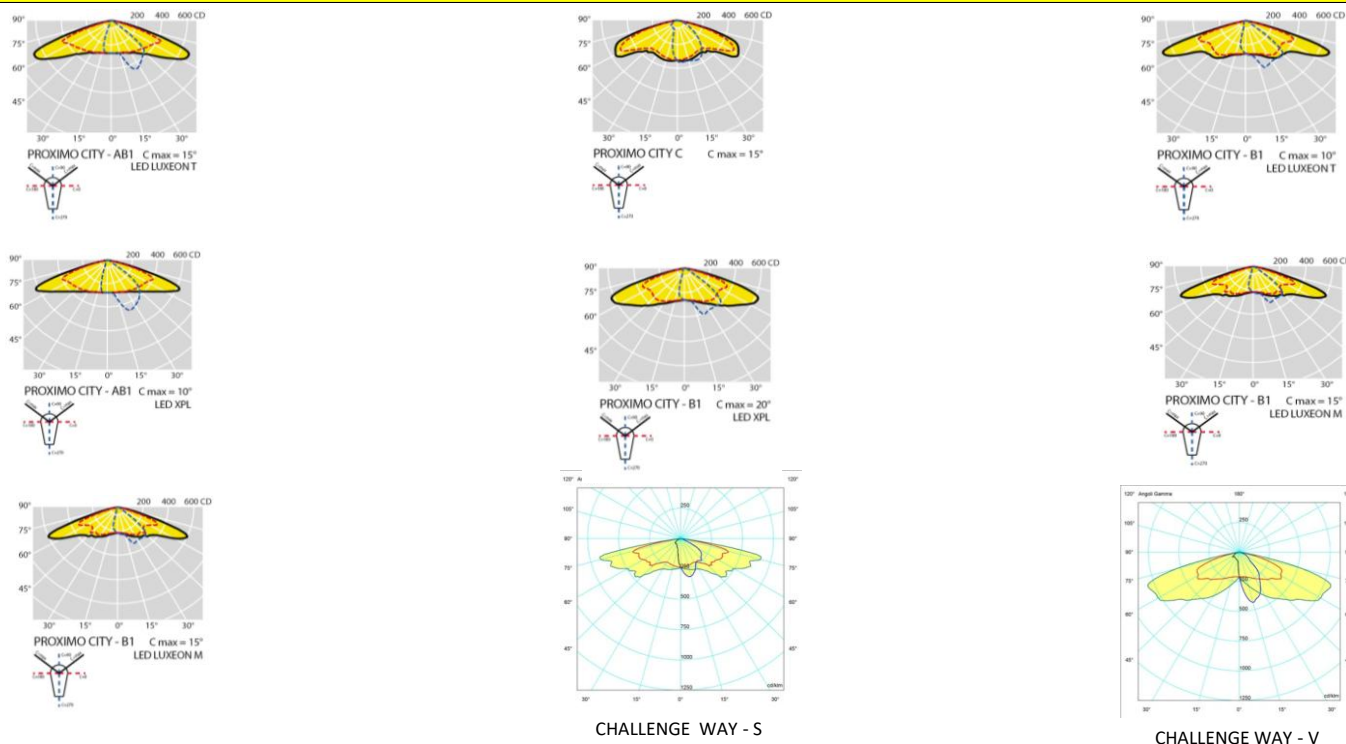 90° 200 400 600 CD
75°
60°
45°
30° 15° 0° 15° 30°
PROXIMO CITY - AB1 C max = 15°
LED LUXEON T
90° 200 400 600 CD
75°
60°
45°
30° 15° 0° 15° 30°
PROXIMO CITY C C max = 15°
90° 200 400 600 CD
75°
60°
45°
30° 15° 0° 15° 30°
PROXIMO CITY - B1 C max = 10°
LED LUXEON T
90° 200 400 600 CD
75°
60°
45°
30° 15° 0° 15° 30°
PROXIMO CITY - AB1 C max = 10°
LED XPL
90° 200 400 600 CD
75°
60°
45°
30° 15° 0° 15° 30°
PROXIMO CITY - B1 C max = 20°
LED XPL
90° 200 400 600 CD
75°
60°
45°
30° 15° 0° 15° 30°
PROXIMO CITY - B1 C max = 15°
LED LUXEON M
90° 200 400 600 CD
75°
60°
45°
30° 15° 0° 15° 30°
PROXIMO CITY - B1 C max = 15°
LED LUXEON M
120° 120°
105° 250 105°
90° 90°
75° 75°
500
60° 60°
750
45° 1000 45°
1250 cd/klm
30° 15° 0° 15° 30°
CHALLENGE WAY - S
120° Angoli Gamma 180°
105° 250
90°
75°
60° 500
750
45° 1000
1250 cd/klm
30° 15° 0° 15° 30°
CHALLENGE WAY - V